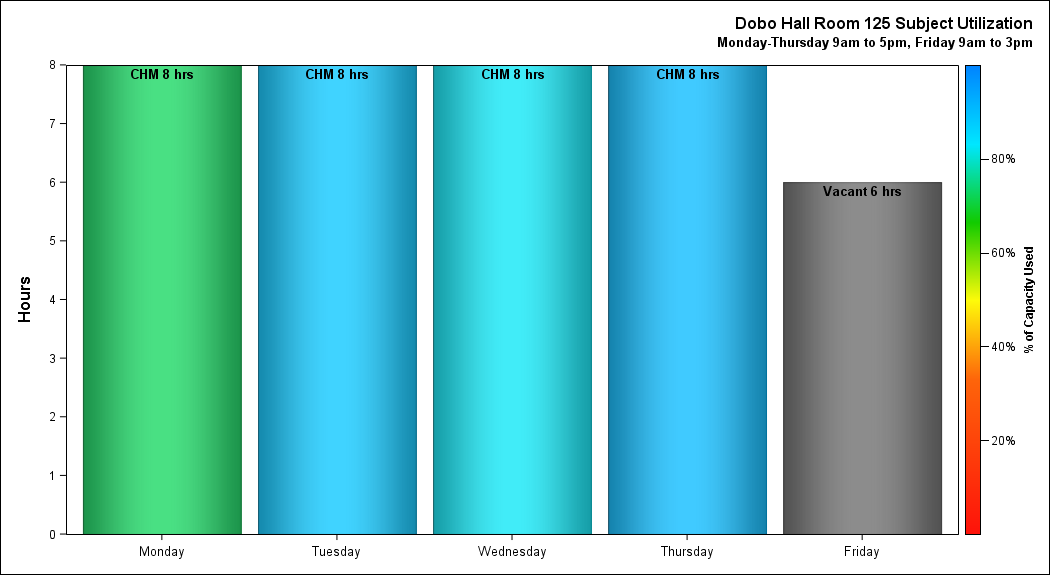 Dobo Hall Room 125 Subject Utilization
Monday-Thursday 9am to 5pm, Friday 9am to 3pm
CHM 8 hrs
CHM 8 hrs
CHM 8 hrs
CHM 8 hrs
Vacant 6 hrs
Hours
8
7
6
5
4
3
2
1
0
Monday
Tuesday
Wednesday
Thursday
Friday
80%
60%
40%
20%
% of Capacity Used